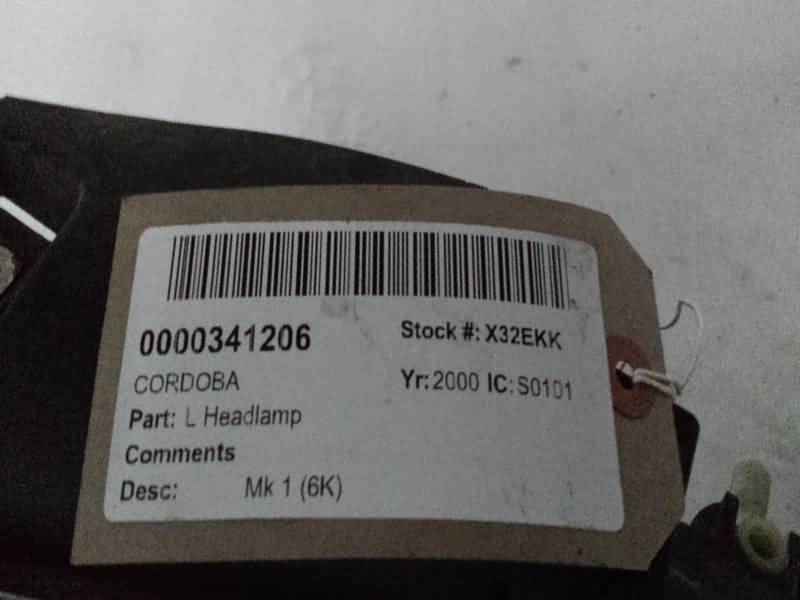 0000341206 Stock #: X32EKK
CORDOBA Yr: 2000 IC: S0101
Part: L Headlamp
Comments
Desc: Mk 1 (6K)